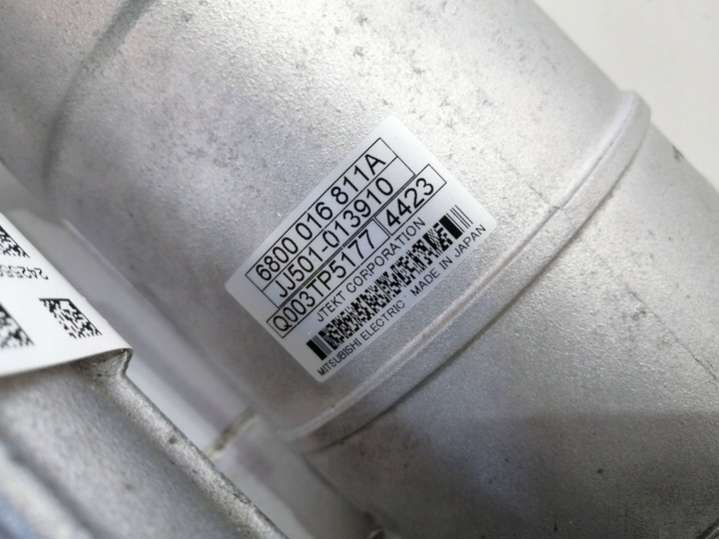 6800 016 811A
JJ501-013910
Q003TP5177 4423
JTEKT CORPORATION
MITSUBISHI ELECTRIC MADE IN JAPAN